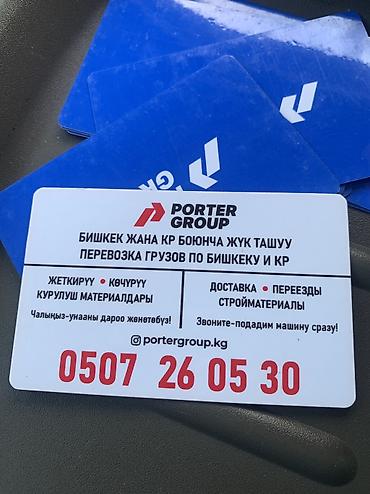 GR
PORTER
GROUP
БИШКЕК ЖАНА КР БОЮНЧА ЖҮК ТАШУУ
ПЕРЕВОЗКА ГРУЗОВ ПО БИШКЕКУ И КР
ЖЕТКИРҮҮ • КӨЧҮРҮҮ
КУРУЛУШ МАТЕРИАЛДАРЫ
Чалыңыз-унааны дароо жөнөтөбүз!
ДОСТАВКА • ПЕРЕЕЗДЫ
СТРОЙМАТЕРИАЛЫ
Звоните-подадим машину сразу!
portergroup.kg
0507 26 05 30